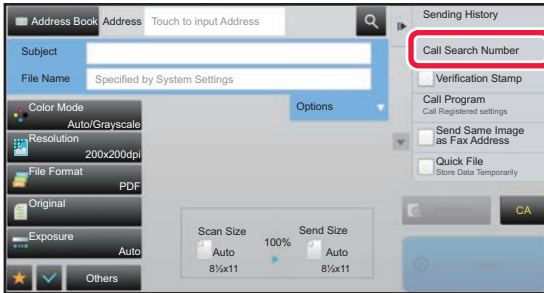 Address Book
Address
Touch to input Address
Subject
File Name
Specified by System Settings
Options
Color Mode
Auto/Grayscale
Resolution
200x200dpi
File Format
PDF
Original
Exposure
Auto
Others
Scan Size
Auto
8½x11
100%
Send Size
Auto
8½x11
Sending History
Call Search Number
Verification Stamp
Call Program
Call Registered settings
Send Same Image
as Fax Address
Quick File
Store Data Temporarily
Preview
CA
Start